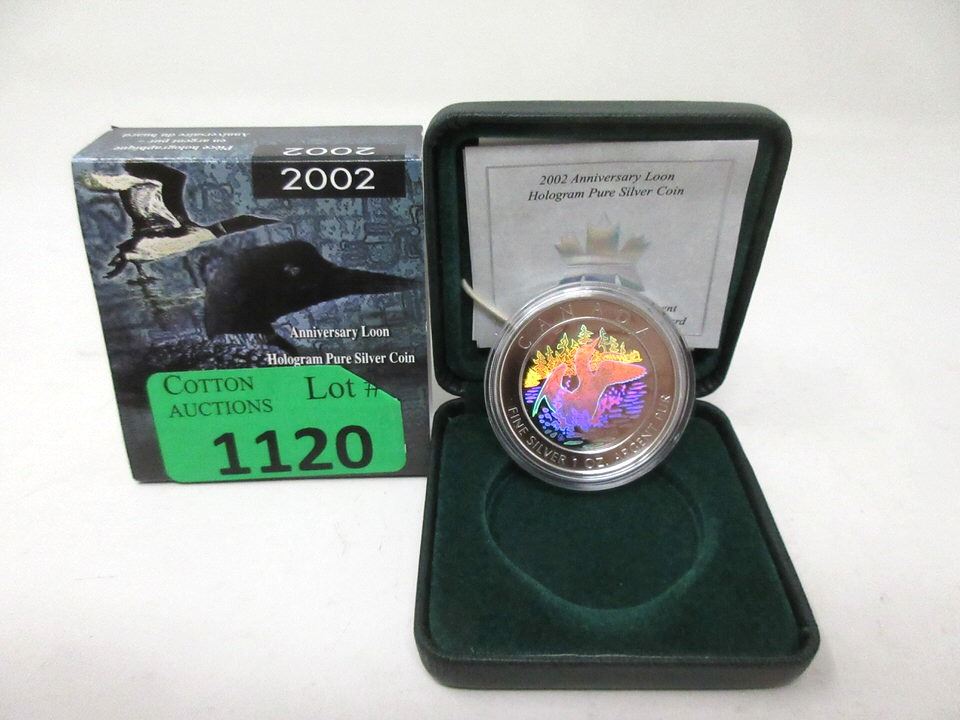 Pièce holographique
en argent pur –
Anniversaire du huard
2002
2002
Anniversary Loon
Hologram Pure Silver Coin
COTTON
AUCTIONS
Lot #
1120
2002 Anniversary Loon
Hologram Pure Silver Coin
CANADA
FINE SILVER 1 OZ. ARGENT PUR